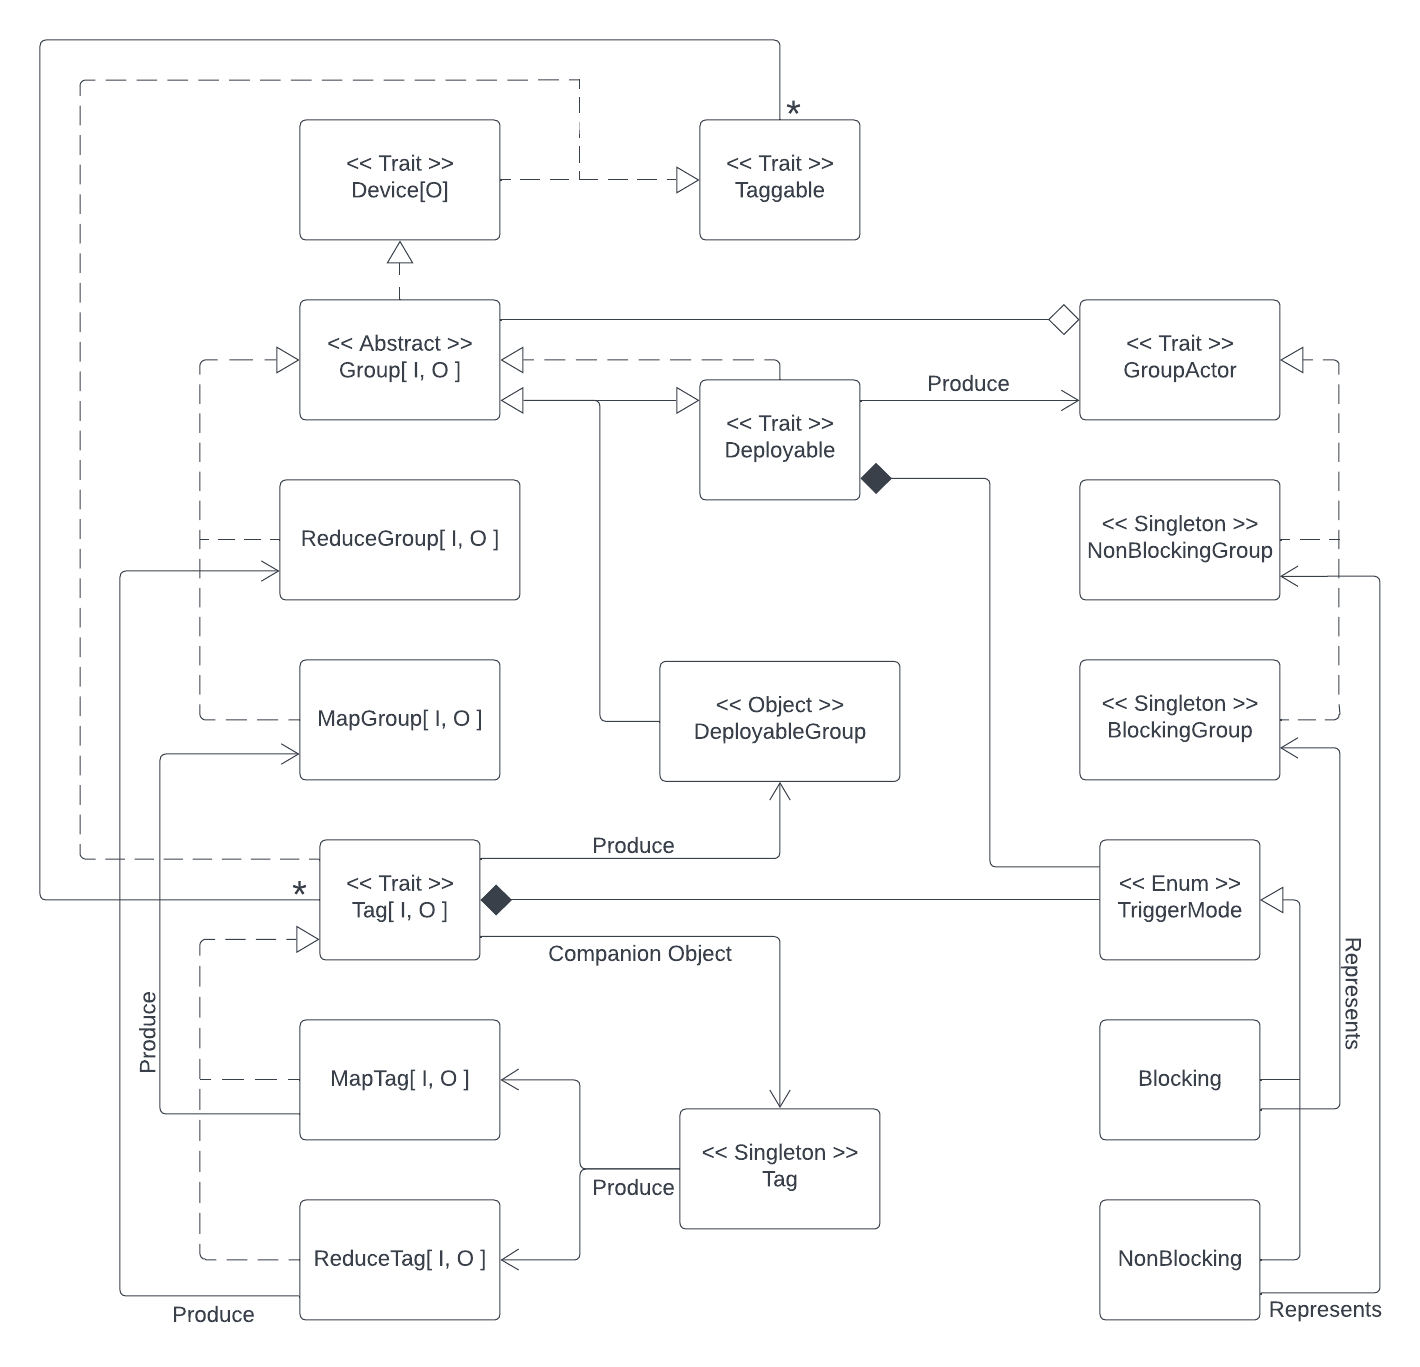 *
<< Trait >>
Device[O]
<< Trait >>
Taggable
<< Abstract >>
Group[ I, O ]
<< Trait >>
GroupActor
Produce
<< Trait >>
Deployable
ReduceGroup[ I, O ]
<< Singleton >>
NonBlockingGroup
MapGroup[ I, O ]
<< Object >>
DeployableGroup
<< Singleton >>
BlockingGroup
Produce
*
<< Trait >>
Tag[ I, O ]
<< Enum >>
TriggerMode
Companion Object
Represents
Produce
MapTag[ I, O ]
Blocking
<< Singleton >>
Tag
Produce
ReduceTag[ I, O ]
NonBlocking
Produce
Represents